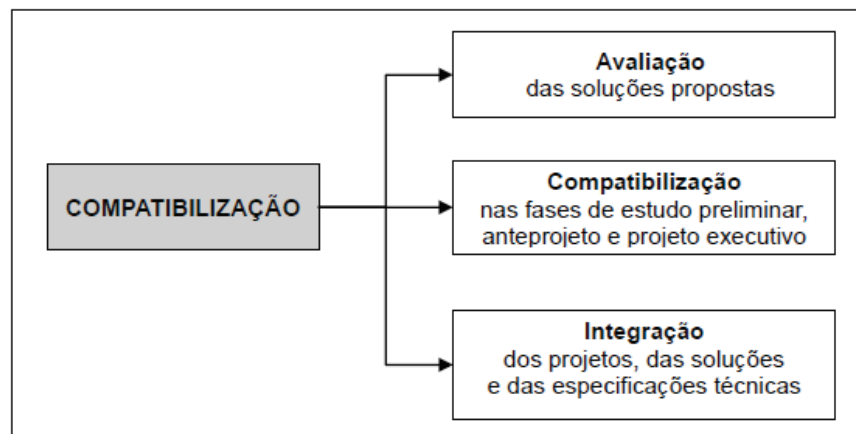 COMPATIBILIZAÇÃO
Avaliação
das soluções propostas
Compatibilização
nas fases de estudo preliminar,
anteprojeto e projeto executivo
Integração
dos projetos, das soluções
e das especificações técnicas